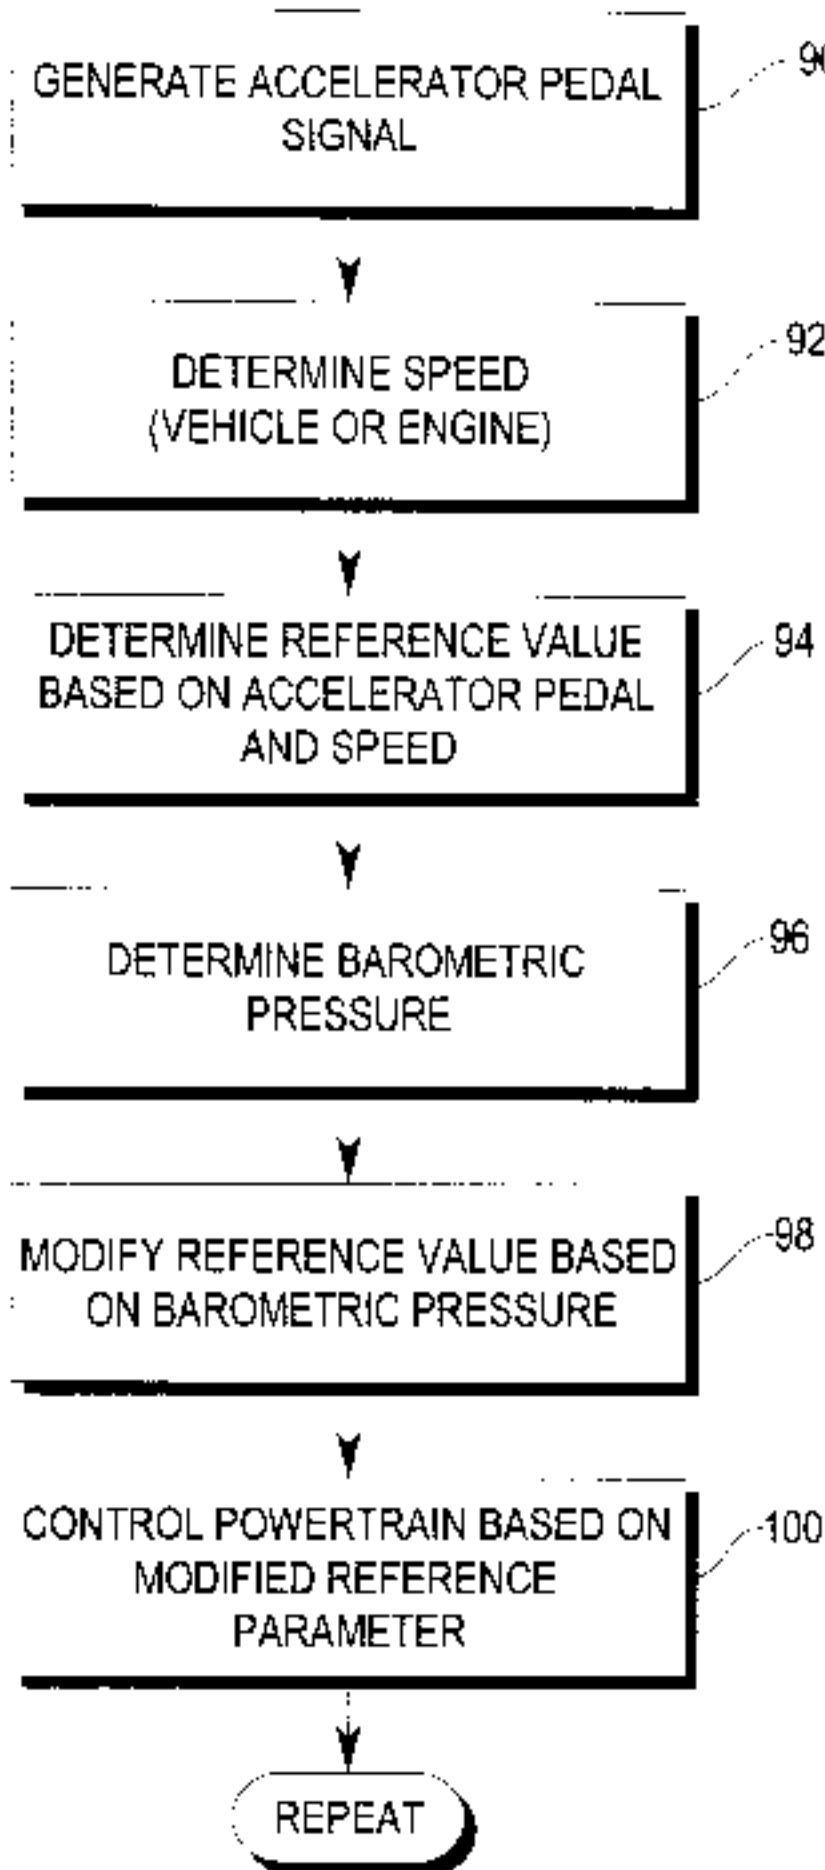 GENERATE ACCELERATOR PEDAL
SIGNAL
DETERMINE SPEED
(VEHICLE OR ENGINE)
92
DETERMINE REFERENCE VALUE
BASED ON ACCELERATOR PEDAL
AND SPEED
94
DETERMINE BAROMETRIC
PRESSURE
96
MODIFY REFERENCE VALUE BASED
ON BAROMETRIC PRESSURE
98
CONTROL POWERTRAIN BASED ON
MODIFIED REFERENCE
PARAMETER
100
REPEAT